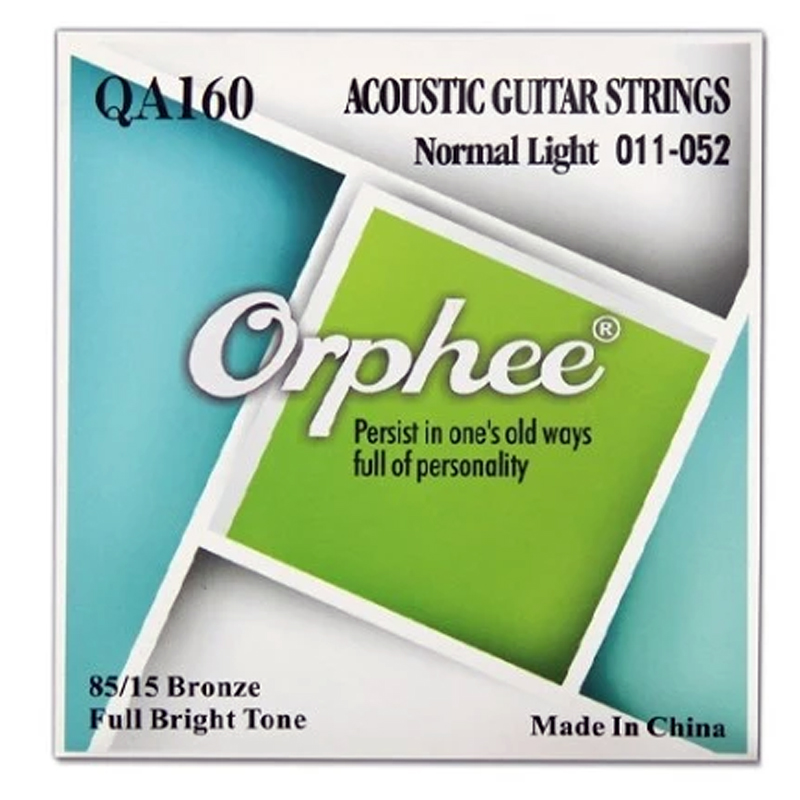 QA160
ACOUSTIC GUITAR STRINGS
Normal Light 011-052
Orphee®
Persist in one's old ways
full of personality
85/15 Bronze
Full Bright Tone
Made In China